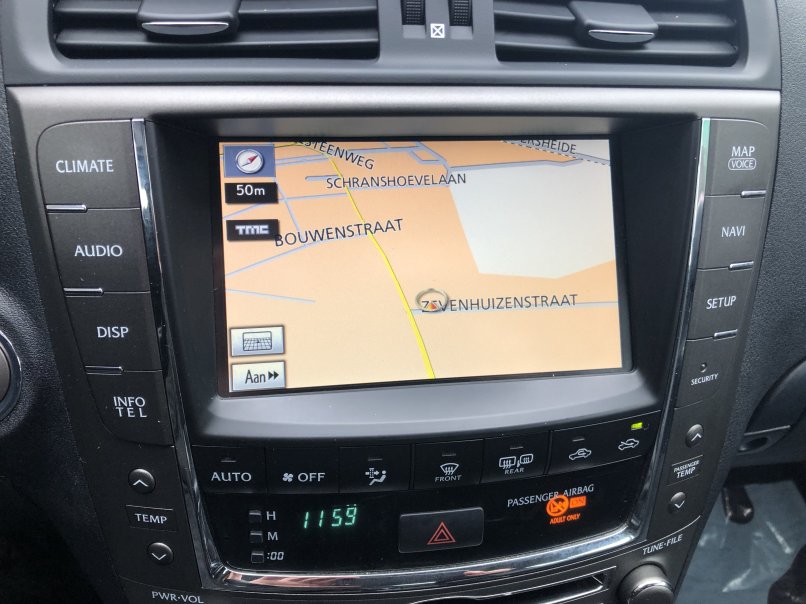 CLIMATE
AUDIO
DISP
INFO
TEL
TEMP
PWR·VOL
STEENWEG
ERSHEIDE
SCHRANSHOEVELAAN
50m
TMC
BOUWENSTRAAT
ZEVENHUIZENSTRAAT
Aan
MAP
VOICE
NAVI
SETUP
SECURITY
PASSENGER
TEMP
TUNE·FILE
AUTO
OFF
FRONT
REAR
H
M
:00
1159
PASSENGER AIRBAG
ADULT ONLY